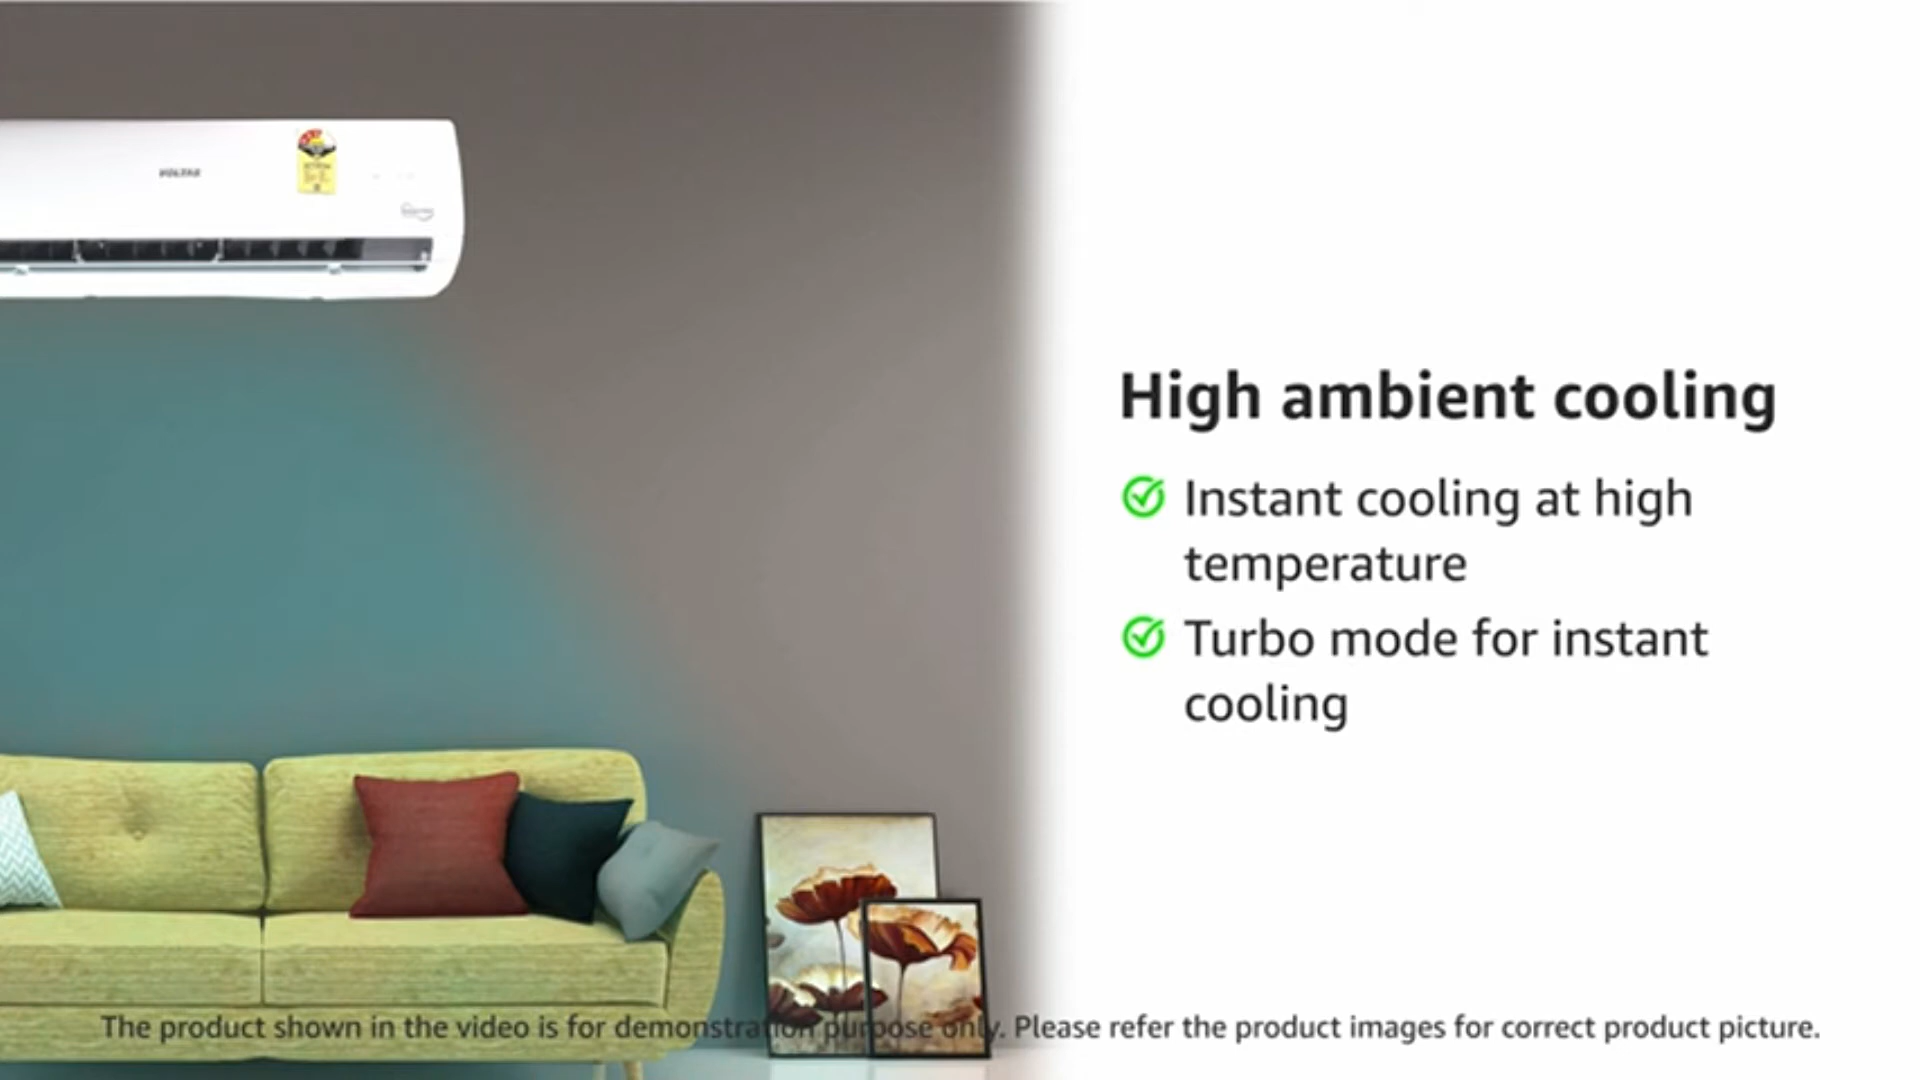 VOLTAS
High ambient cooling
Instant cooling at high
temperature
Turbo mode for instant
cooling
The product shown in the video is for demonstration purpose only. Please refer the product images for correct product picture.